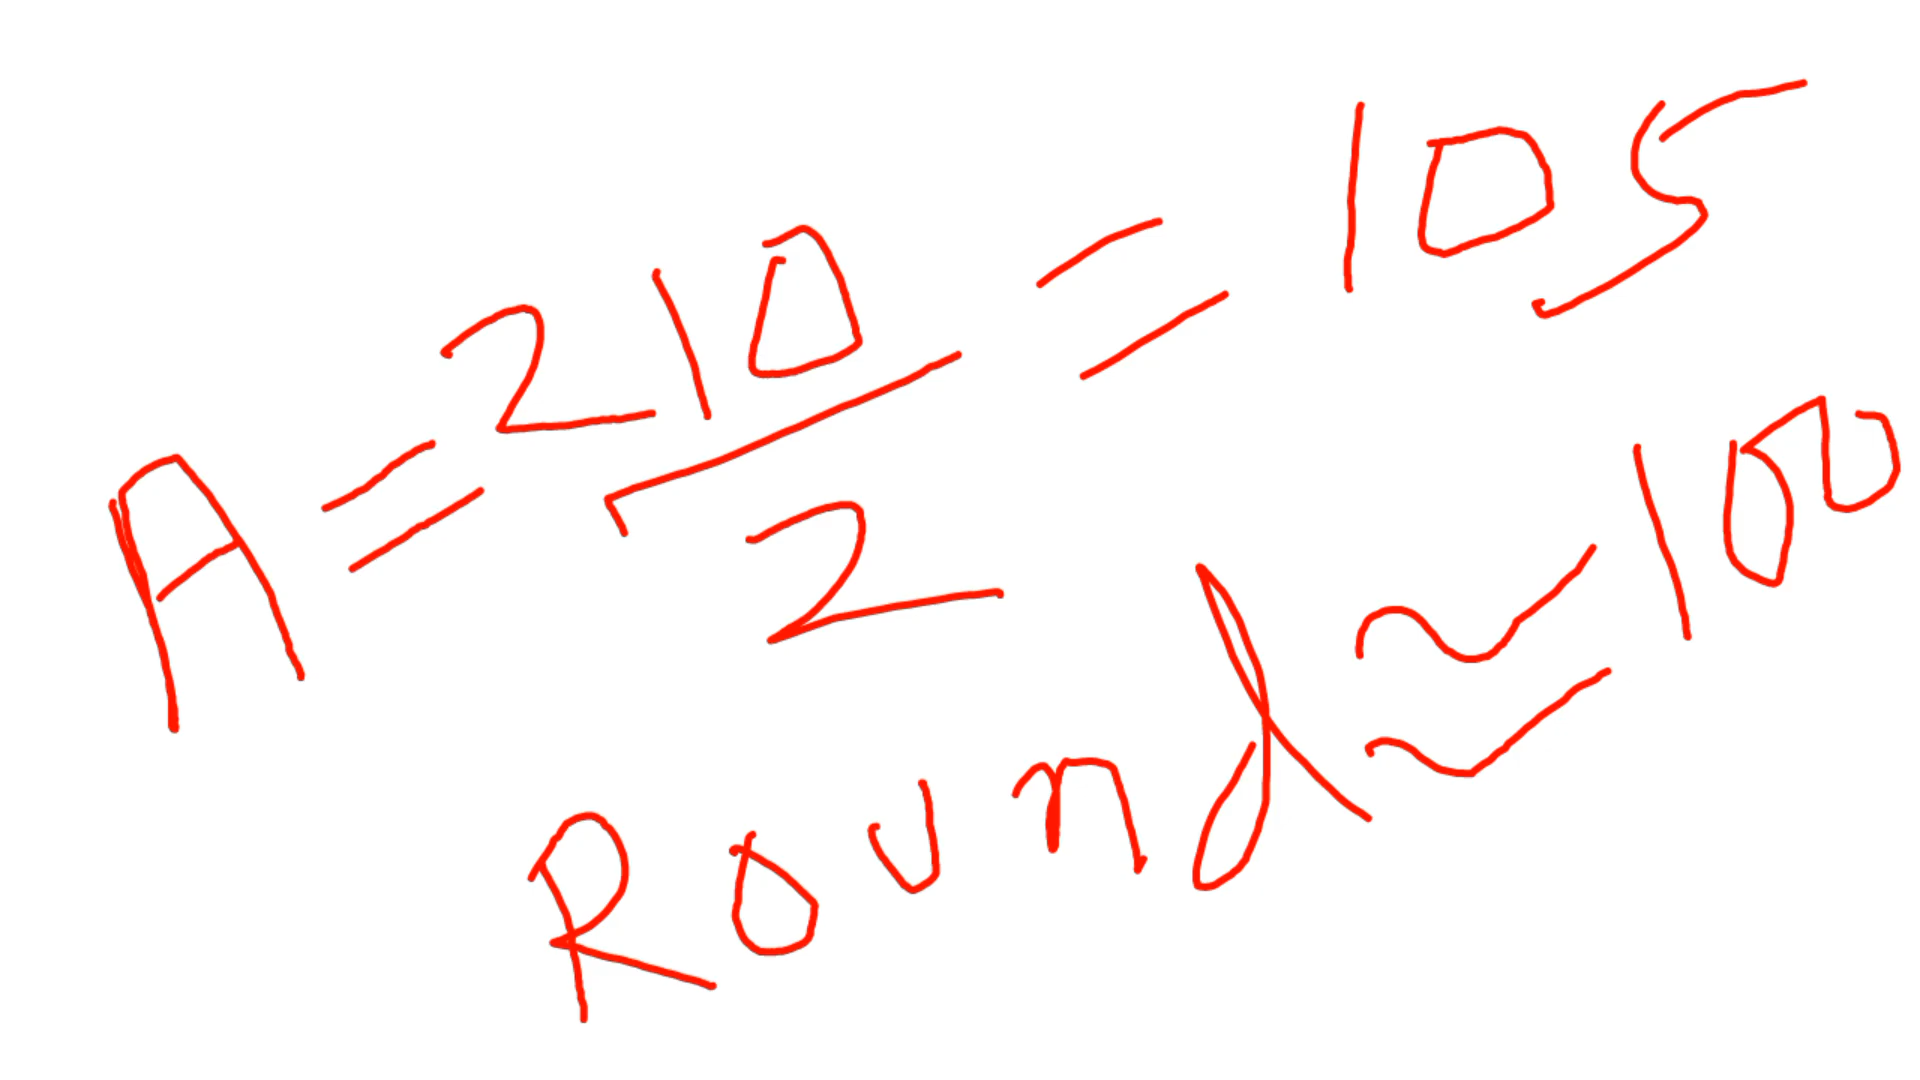 A = 210/2 = 105
Round ≈ 100